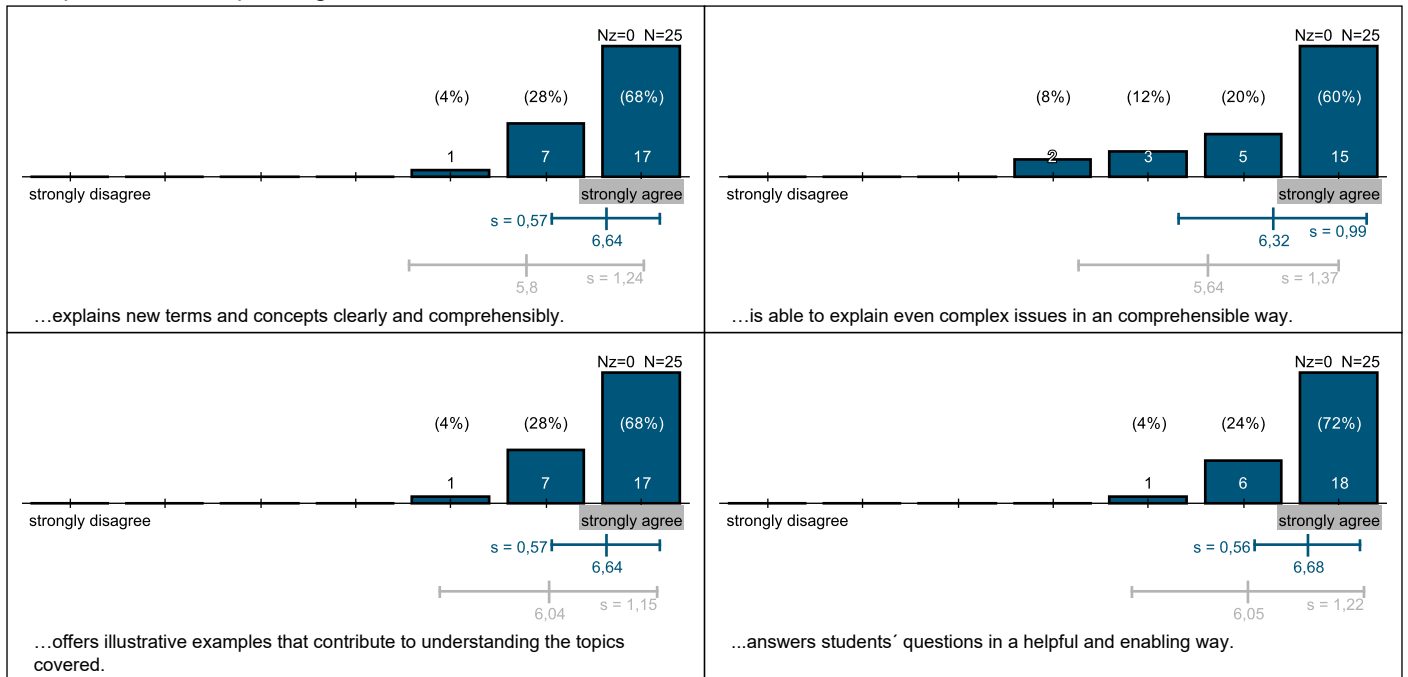 Nz=0 N=25
(4%) (28%) (68%)
1 7 17
strongly disagree strongly agree
s = 0,57
6,64
s = 1,24
5,8
…explains new terms and concepts clearly and comprehensibly.
Nz=0 N=25
(8%) (12%) (20%) (60%)
2 3 5 15
strongly disagree strongly agree
s = 0,99
6,32
s = 1,37
5,64
…is able to explain even complex issues in an comprehensible way.
Nz=0 N=25
(4%) (28%) (68%)
1 7 17
strongly disagree strongly agree
s = 0,57
6,64
s = 1,15
6,04
…offers illustrative examples that contribute to understanding the topics
covered.
Nz=0 N=25
(4%) (24%) (72%)
1 6 18
strongly disagree strongly agree
s = 0,56
6,68
s = 1,22
6,05
...answers students´ questions in a helpful and enabling way.